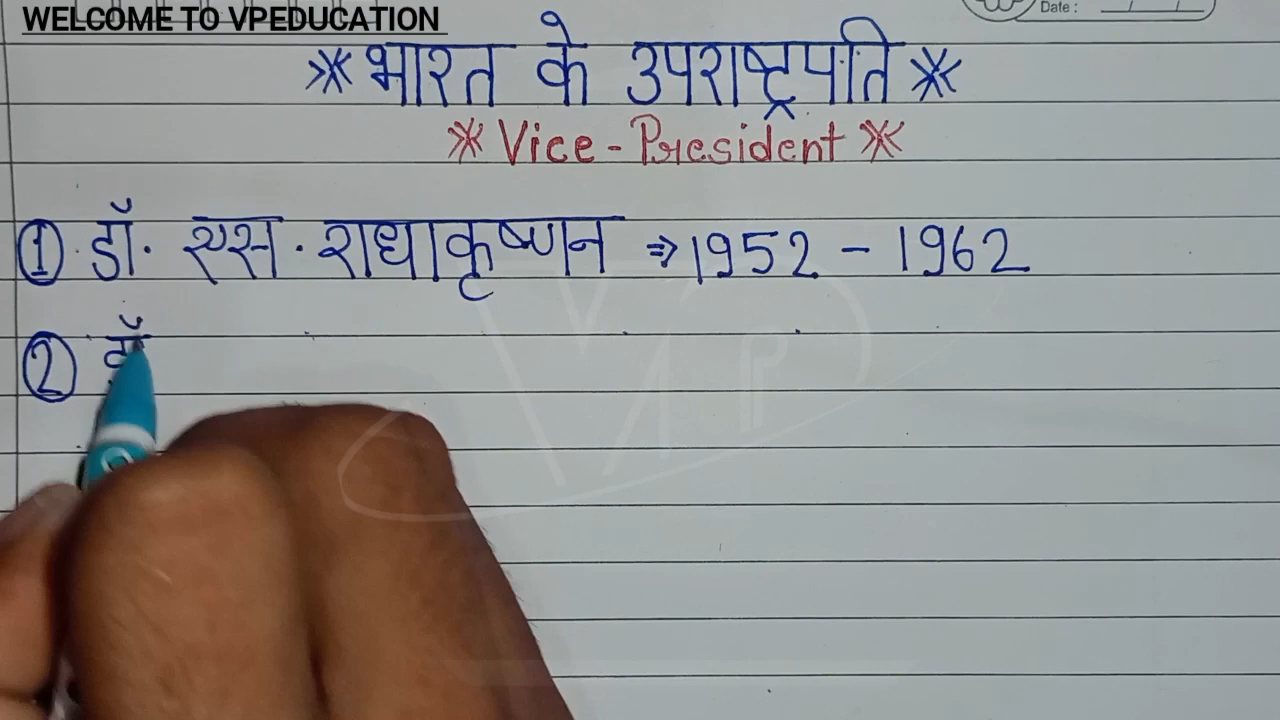 WELCOME TO VPEDUCATION
Date :
भारत के उपराष्ट्रपति
Vice-President
① डॉ. एस. राधाकृष्णन ⇒ 1952 - 1962
② डॉ